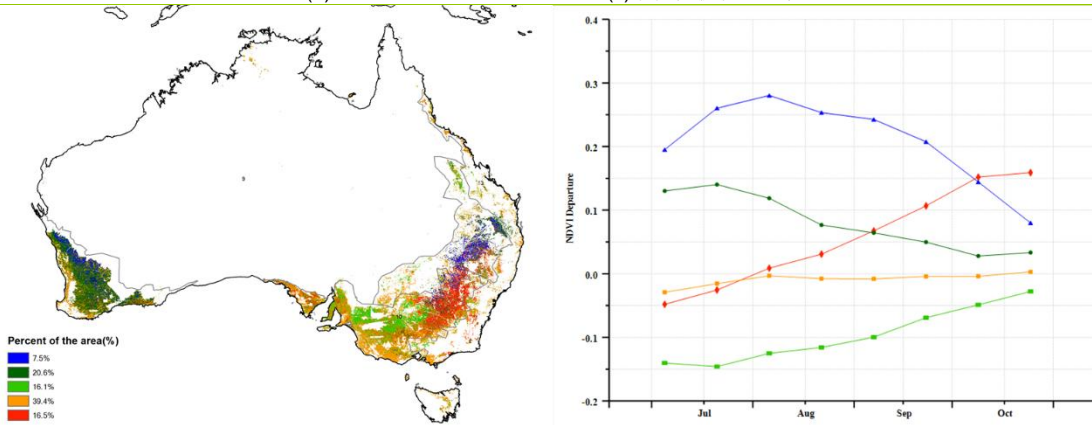 Percent of the area(%)
7.5%
20.6%
16.1%
39.4%
16.5%
NDVI Departure
0.4
0.3
0.2
0.1
0.0
-0.1
-0.2
Jul
Aug
Sep
Oct